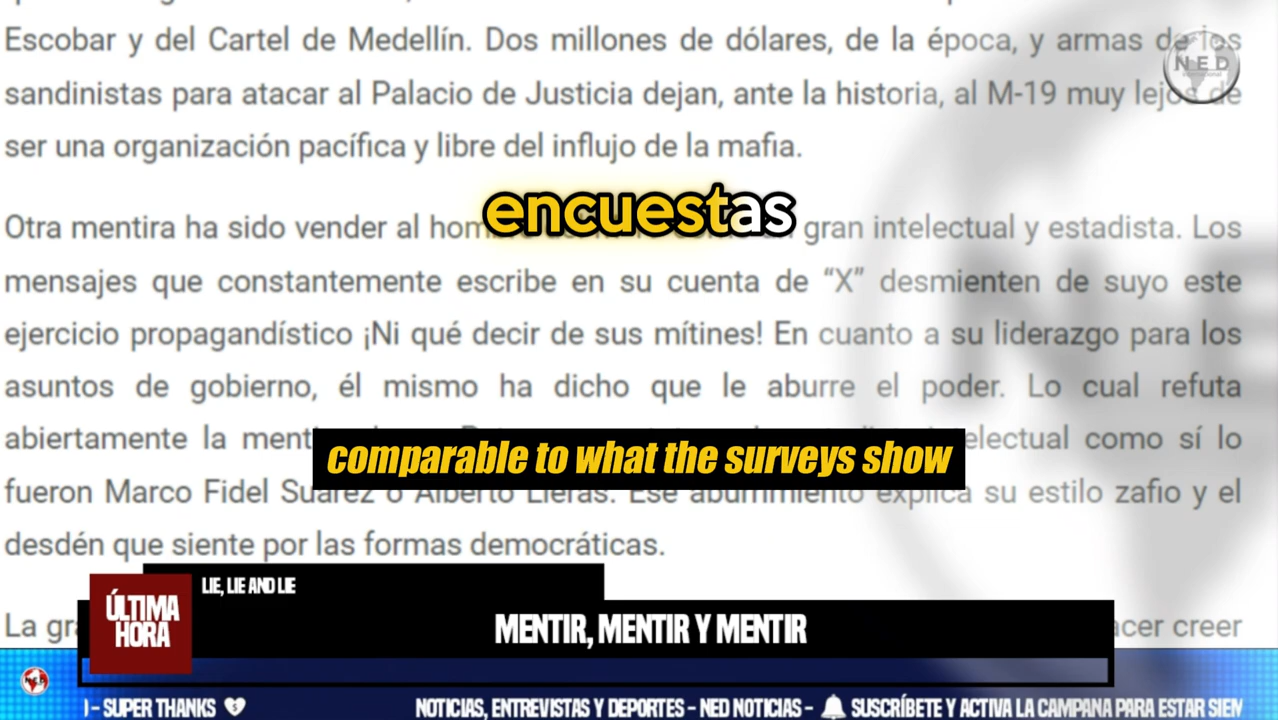 Escobar y del Cartel de Medellín. Dos millones de dólares, de la época, y armas de los
NED
sandinistas para atacar al Palacio de Justicia dejan, ante la historia, al M-19 muy lejos de
ser una organización pacífica y libre del influjo de la mafia.
encuestas
Otra mentira ha sido vender al gran intelectual y estadista. Los
mensajes que constantemente escribe en su cuenta de “X” desmienten de suyo este
ejercicio propagandístico ¡Ni qué decir de sus mítines! En cuanto a su liderazgo para los
asuntos de gobierno, él mismo ha dicho que le aburre el poder. Lo cual refuta
abiertamente la como sí lo
comparable to what the surveys show
fueron Marco Fidel Suárez o Alberto Lleras. Ese aburrimiento explica su estilo zafio y el
desdén que siente por las formas democráticas.
LIE, LIE AND LIE
ÚLTIMA
HORA
MENTIR, MENTIR Y MENTIR
La creer
– SUPER THANKS NOTICIAS, ENTREVISTAS Y DEPORTES – NED NOTICIAS – SUSCRÍBETE Y ACTIVA LA CAMPANA PARA ESTAR SIEM